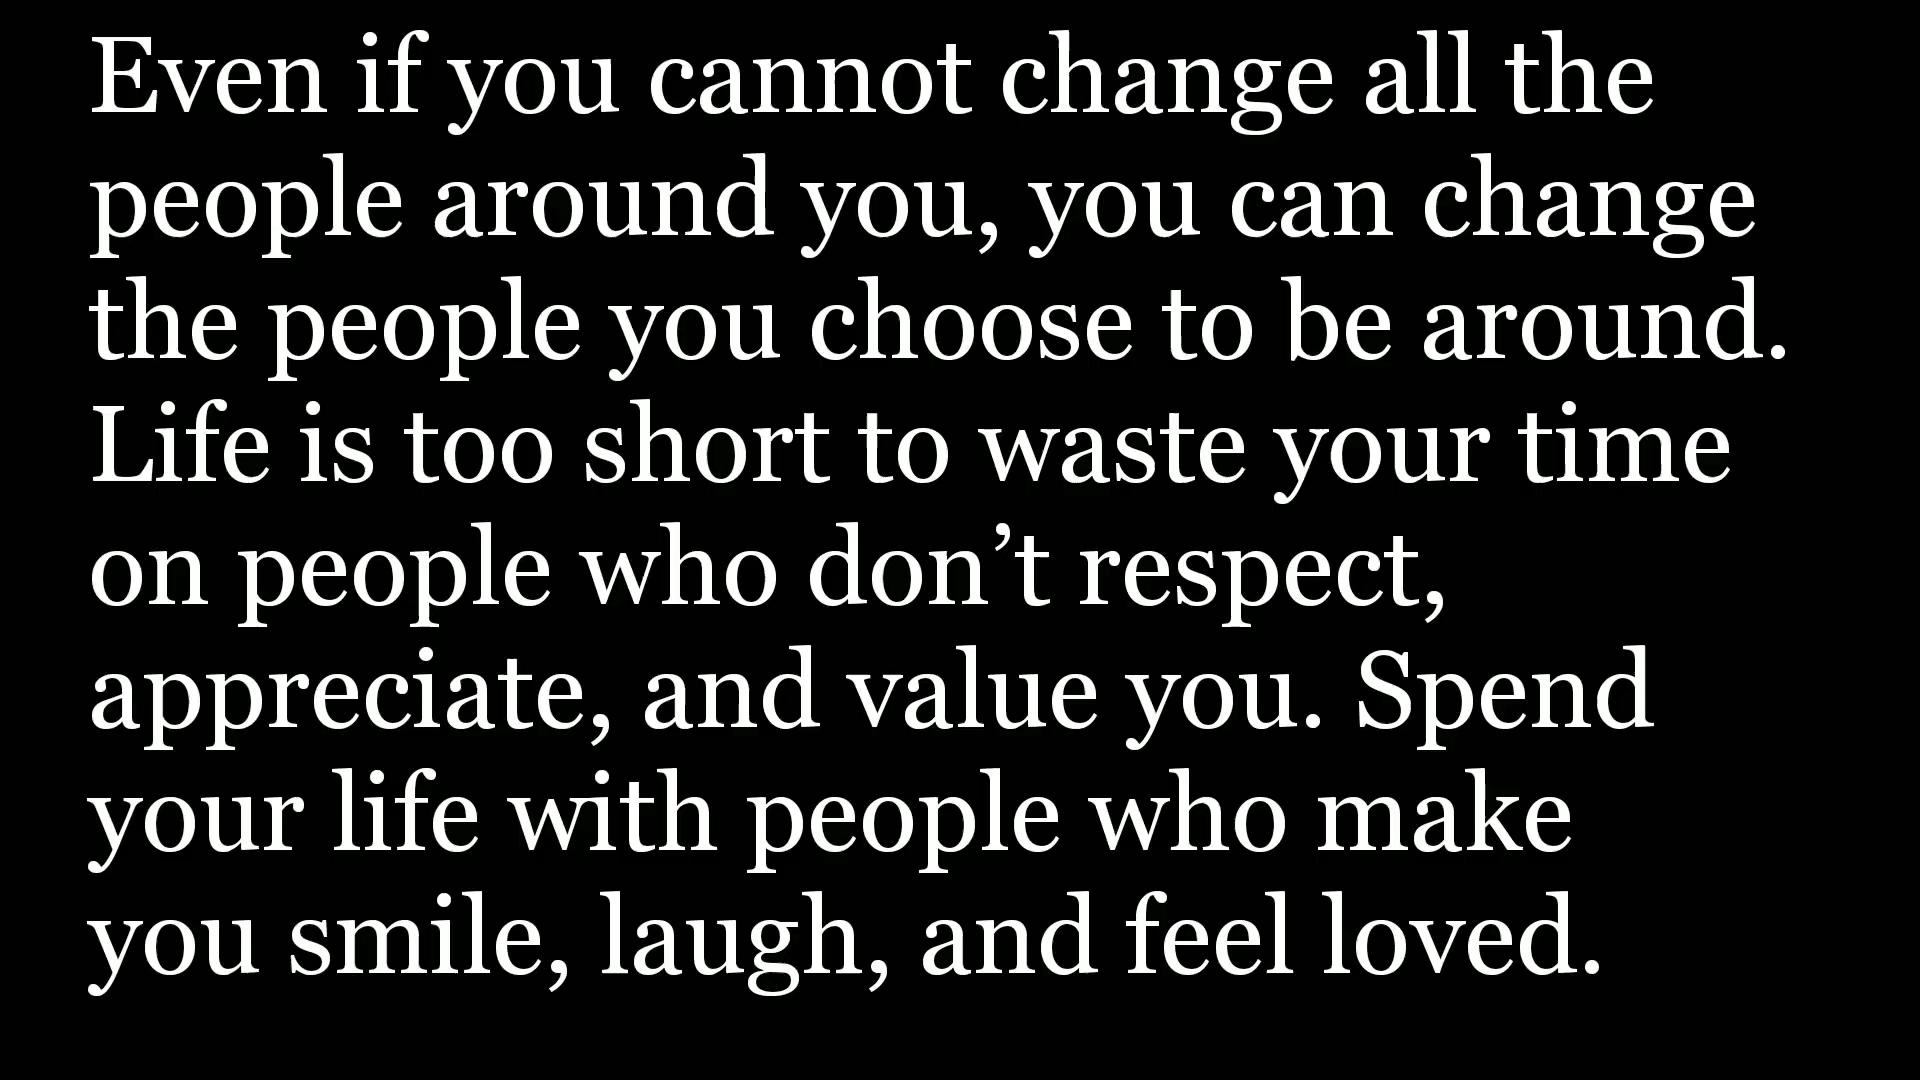 Even if you cannot change all the
people around you, you can change
the people you choose to be around.
Life is too short to waste your time
on people who don’t respect,
appreciate, and value you. Spend
your life with people who make
you smile, laugh, and feel loved.